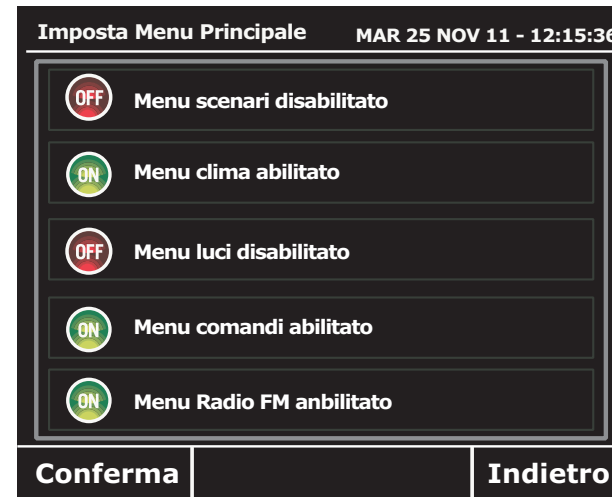 Imposta Menu Principale MAR 25 NOV 11 - 12:15:36
OFF Menu scenari disabilitato
ON Menu clima abilitato
OFF Menu luci disabilitato
ON Menu comandi abilitato
ON Menu Radio FM anbilitato
Conferma Indietro